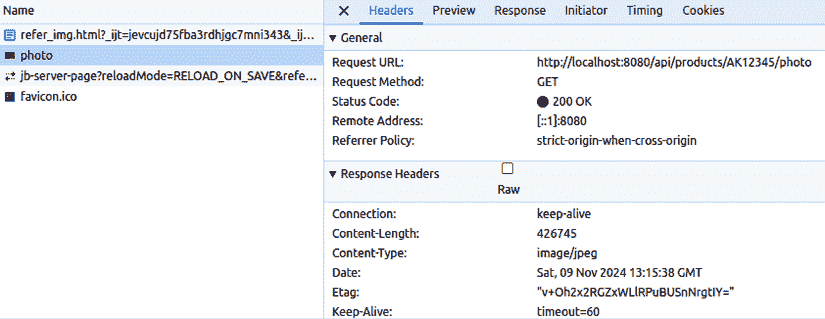 Name
refer_img.html?_ijt=jevcujd75fba3rdhjgc7mni343&_ij...
photo
jb-server-page?reloadMode=RELOAD_ON_SAVE&refe...
favicon.ico
Headers Preview Response Initiator Timing Cookies
General
Request URL: http://localhost:8080/api/products/AK12345/photo
Request Method: GET
Status Code: 200 OK
Remote Address: [::1]:8080
Referrer Policy: strict-origin-when-cross-origin
Response Headers
Raw
Connection: keep-alive
Content-Length: 426745
Content-Type: image/jpeg
Date: Sat, 09 Nov 2024 13:15:38 GMT
Etag: "v+Oh2x2RGZxWLlRPuBUSnNrgtIY="
Keep-Alive: timeout=60